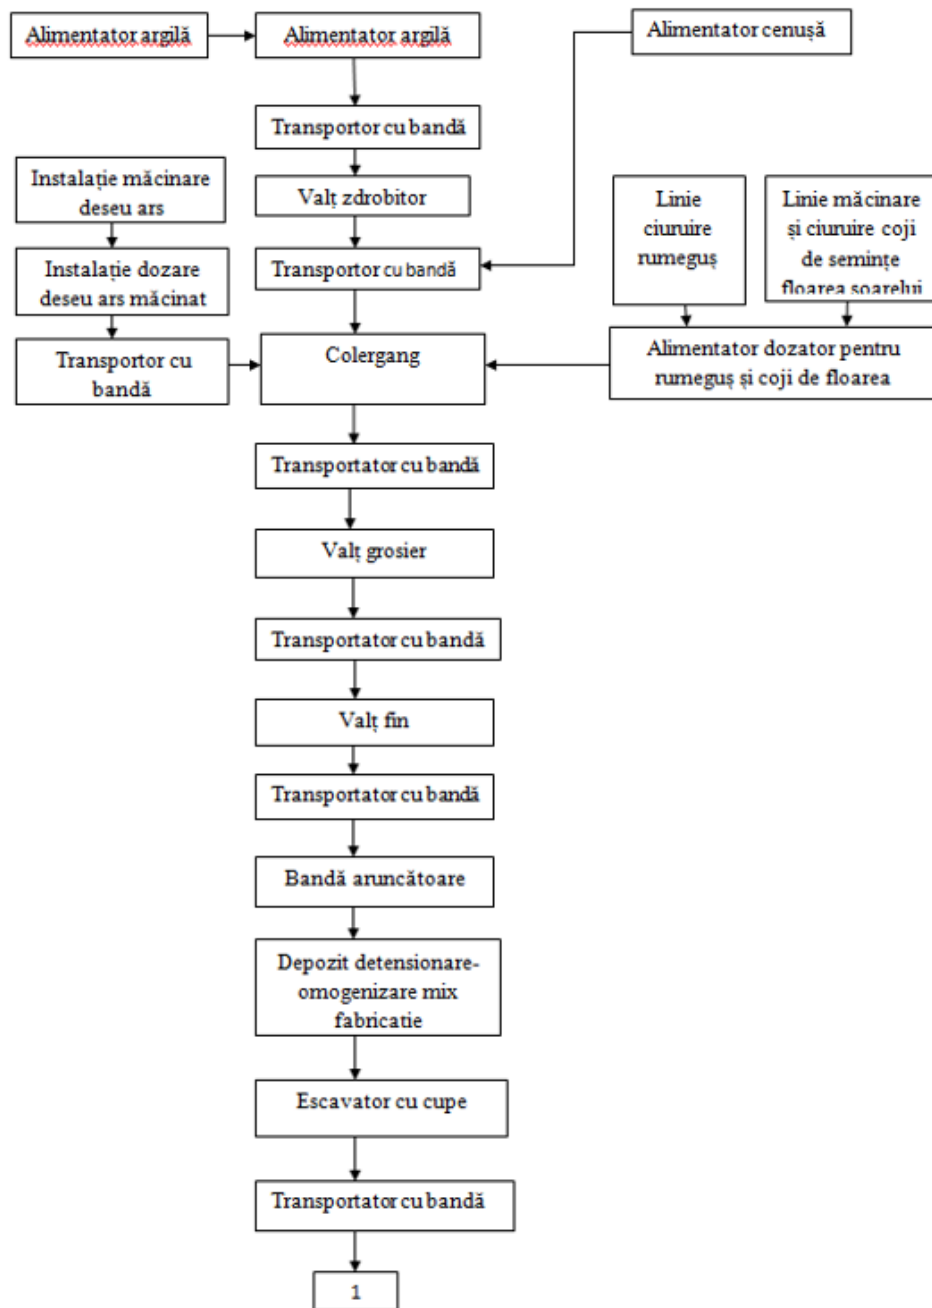 Alimentator argilă
Alimentator argilă
Alimentator cenușă
Transportor cu bandă
Instalație măcinare
deseu ars
Valț zdrobitor
Linie
ciuruire
rumeguș
Linie măcinare
și ciuruire coji
de semințe
floarea soarelui
Instalație dozare
deseu ars măcinat
Transportor cu bandă
Transportor cu
bandă
Colergang
Alimentator dozator pentru
rumeguș și coji de floarea
Transportator cu bandă
Valț grosier
Transportator cu bandă
Valț fin
Transportator cu bandă
Bandă aruncătoare
Depozit detensionare-
omogenizare mix
fabricatie
Escavator cu cupe
Transportator cu bandă
1